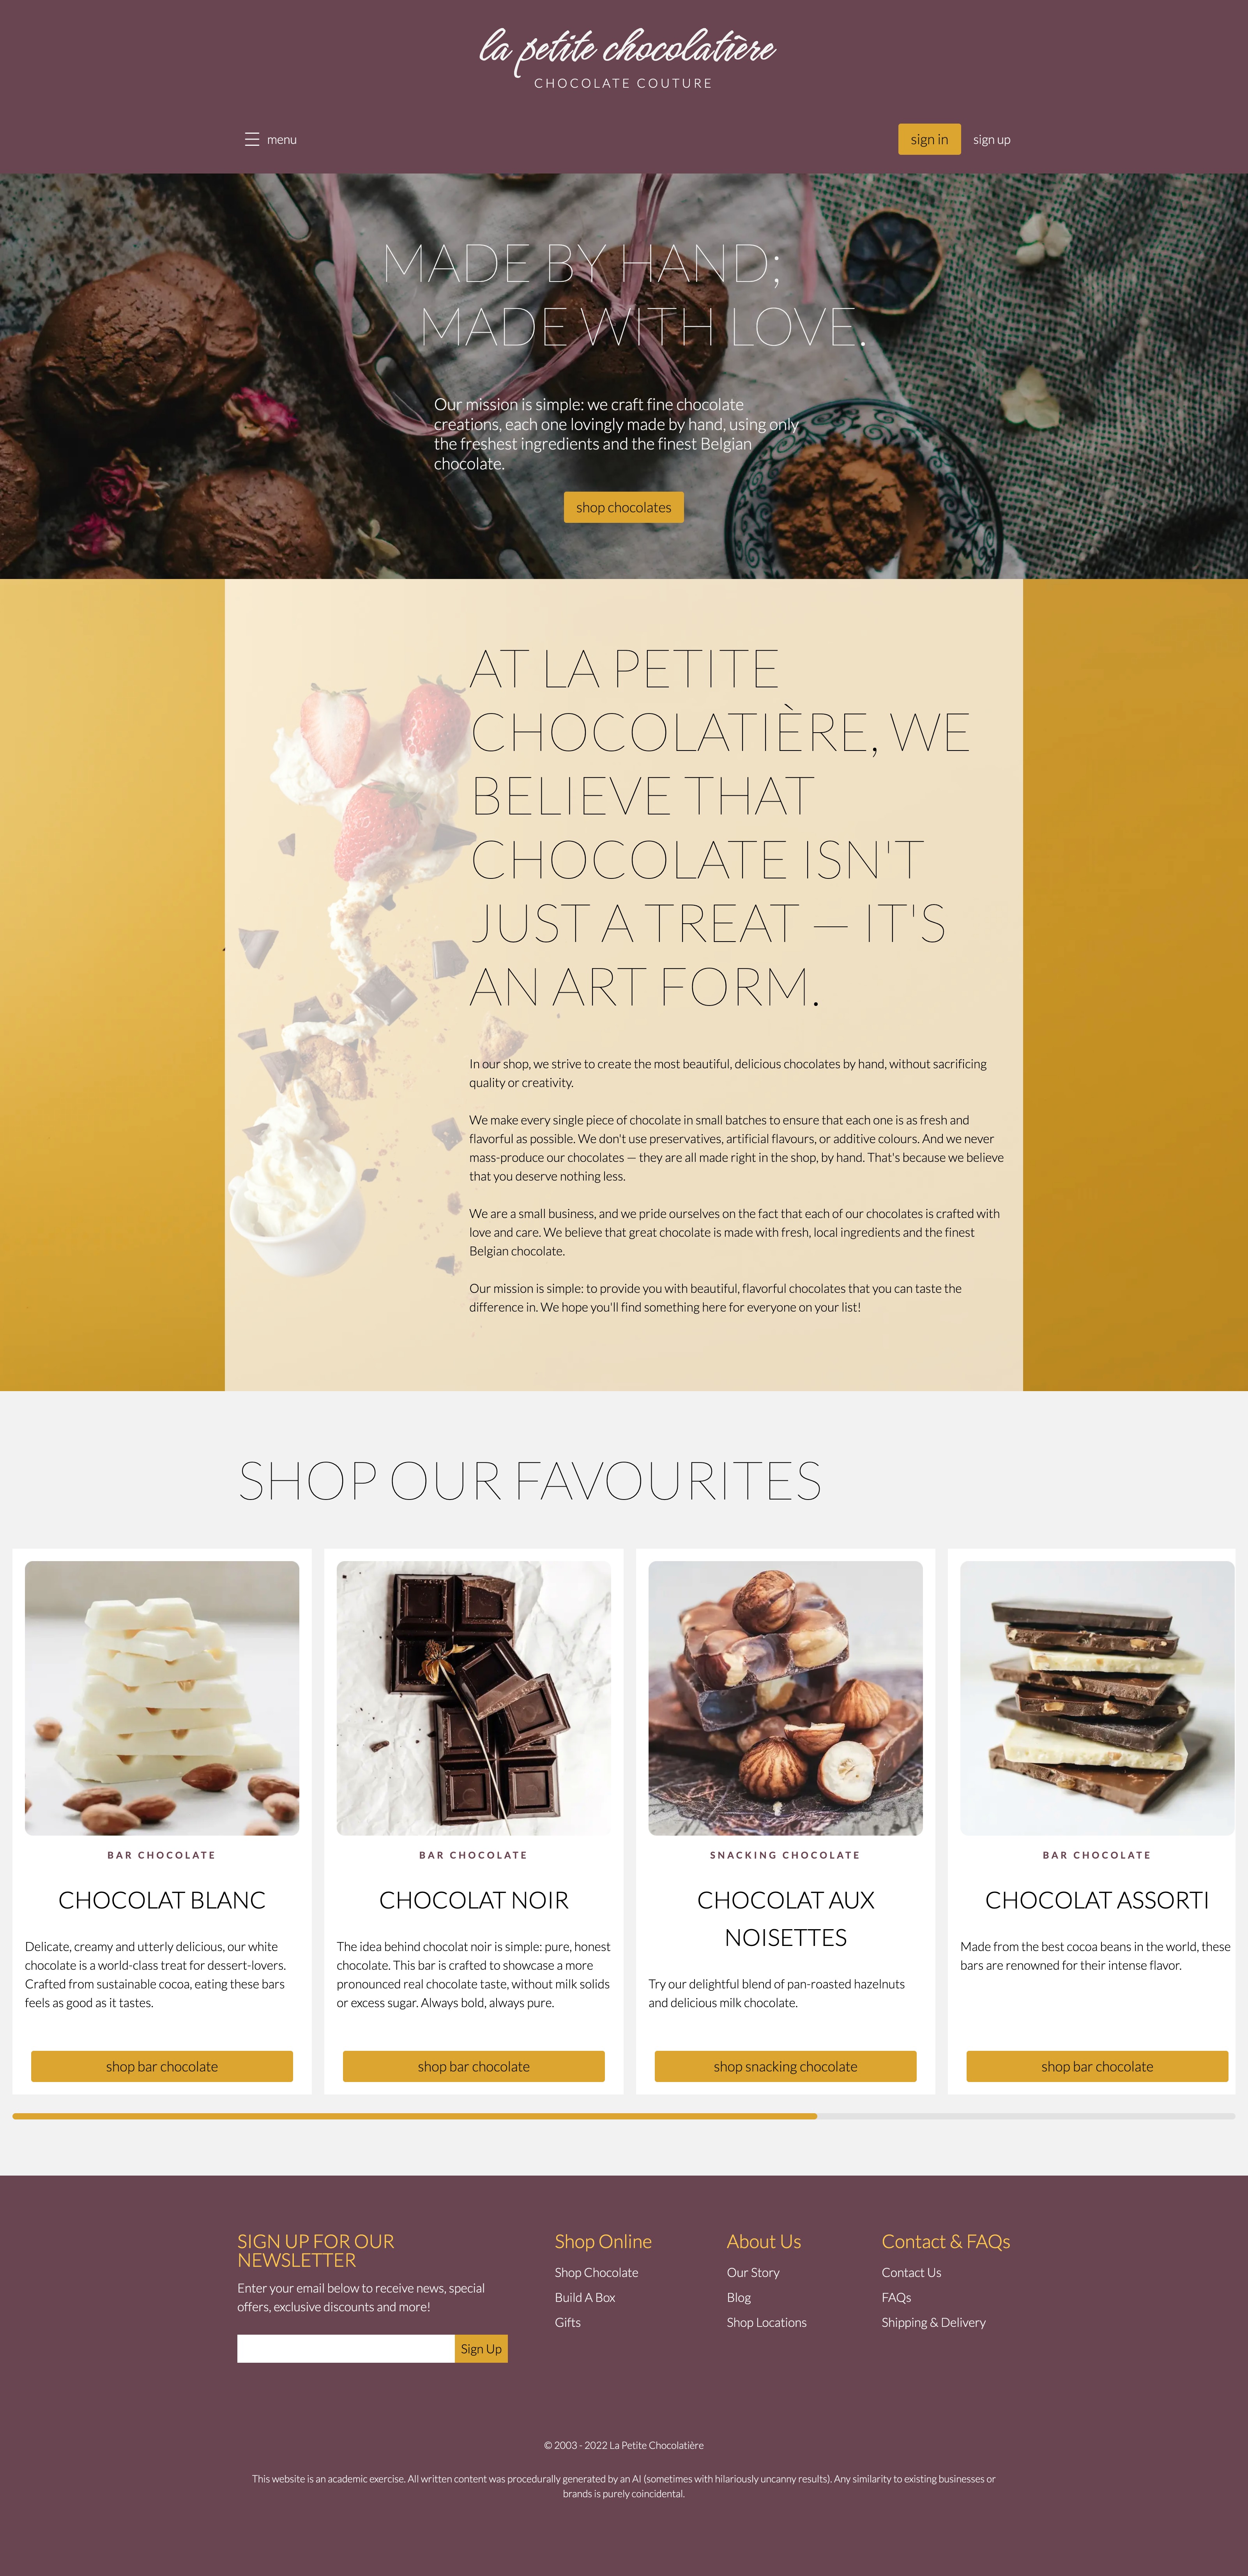 la petite chocolatière
CHOCOLATE COUTURE
menu
sign in
sign up
MADE BY HAND;
MADE WITH LOVE.
Our mission is simple: we craft fine chocolate
creations, each one lovingly made by hand, using only
the freshest ingredients and the finest Belgian
chocolate.
shop chocolates
AT LA PETITE
CHOCOLATIÈRE, WE
BELIEVE THAT
CHOCOLATE ISN'T
JUST A TREAT — IT'S
AN ART FORM.
In our shop, we strive to create the most beautiful, delicious chocolates by hand, without sacrificing
quality or creativity.
We make every single piece of chocolate in small batches to ensure that each one is as fresh and
flavorful as possible. We don't use preservatives, artificial flavours, or additive colours. And we never
mass-produce our chocolates — they are all made right in the shop, by hand. That's because we believe
that you deserve nothing less.
We are a small business, and we pride ourselves on the fact that each of our chocolates is crafted with
love and care. We believe that great chocolate is made with fresh, local ingredients and the finest
Belgian chocolate.
Our mission is simple: to provide you with beautiful, flavorful chocolates that you can taste the
difference in. We hope you'll find something here for everyone on your list!
SHOP OUR FAVOURITES
BAR CHOCOLATE
CHOCOLAT BLANC
Delicate, creamy and utterly delicious, our white
chocolate is a world-class treat for dessert-lovers.
Crafted from sustainable cocoa, eating these bars
feels as good as it tastes.
shop bar chocolate
BAR CHOCOLATE
CHOCOLAT NOIR
The idea behind chocolat noir is simple: pure, honest
chocolate. This bar is crafted to showcase a more
pronounced real chocolate taste, without milk solids
or excess sugar. Always bold, always pure.
shop bar chocolate
SNACKING CHOCOLATE
CHOCOLAT AUX
NOISETTES
Try our delightful blend of pan-roasted hazelnuts
and delicious milk chocolate.
shop snacking chocolate
BAR CHOCOLATE
CHOCOLAT ASSORTI
Made from the best cocoa beans in the world, these
bars are renowned for their intense flavor.
shop bar chocolate
SIGN UP FOR OUR
NEWSLETTER
Enter your email below to receive news, special
offers, exclusive discounts and more!
Sign Up
Shop Online
Shop Chocolate
Build A Box
Gifts
About Us
Our Story
Blog
Shop Locations
Contact & FAQs
Contact Us
FAQs
Shipping & Delivery
© 2003 - 2022 La Petite Chocolatière
This website is an academic exercise. All written content was procedurally generated by an AI (sometimes with hilariously uncanny results). Any similarity to existing businesses or
brands is purely coincidental.